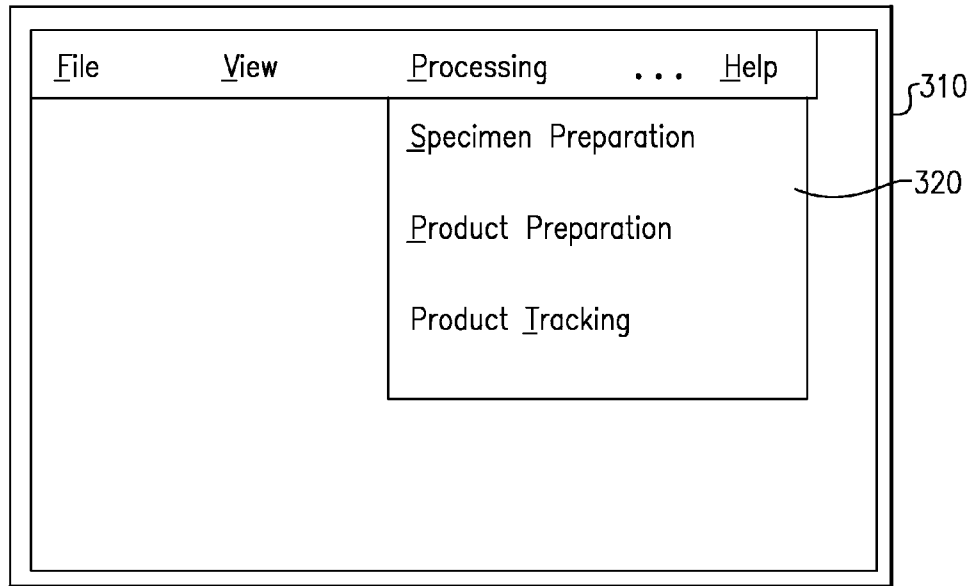 File View Processing ... Help
310
Specimen Preparation
320
Product Preparation
Product Tracking